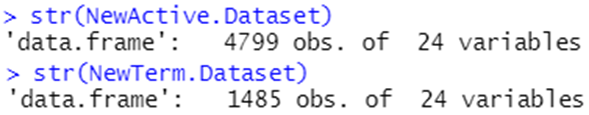 > str(NewActive.Dataset)
'data.frame':   4799 obs. of  24 variables
> str(NewTerm.Dataset)
'data.frame':   1485 obs. of  24 variables